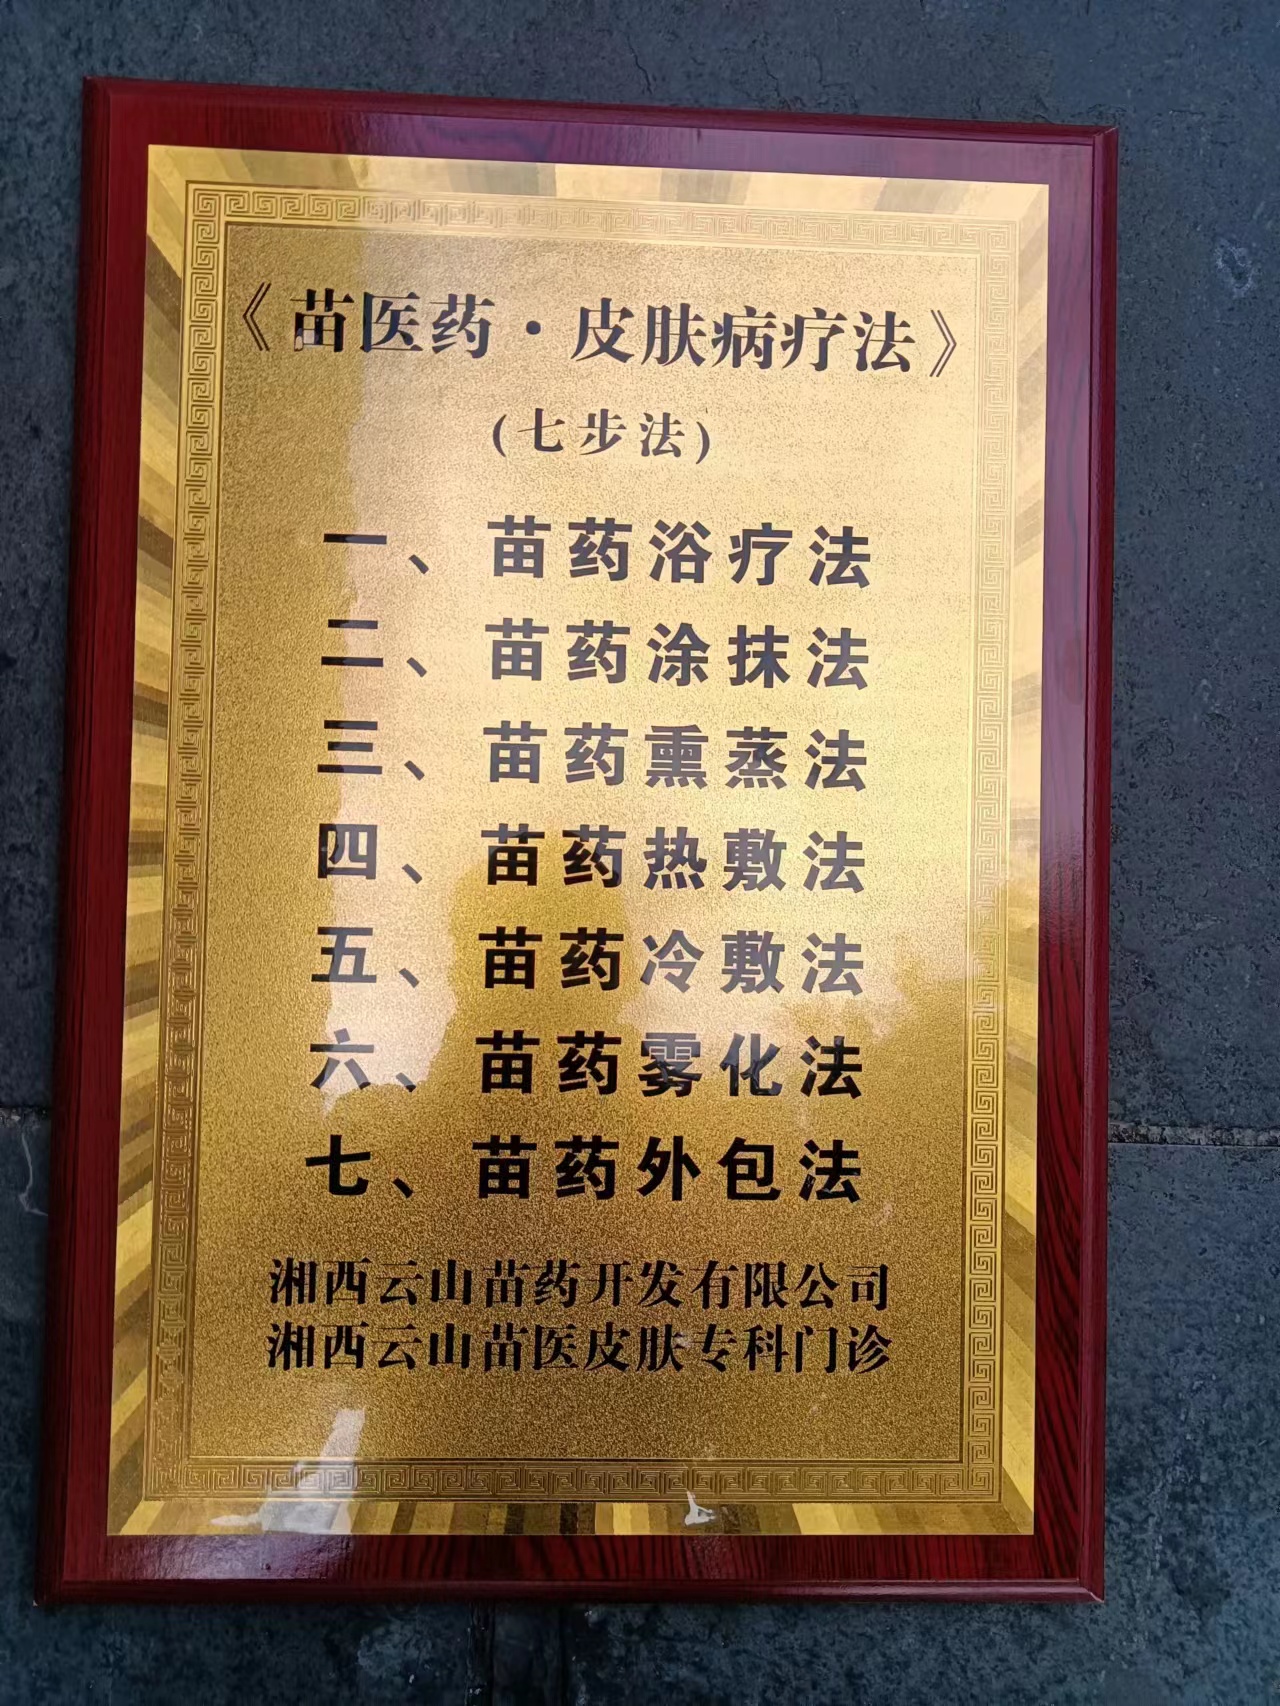 《苗医药·皮肤病疗法》
(七步法)
一、苗药浴疗法
二、苗药涂抹法
三、苗药熏蒸法
四、苗药热敷法
五、苗药冷敷法
六、苗药雾化法
七、苗药外包法
湘西云山苗药开发有限公司
湘西云山苗医皮肤专科门诊